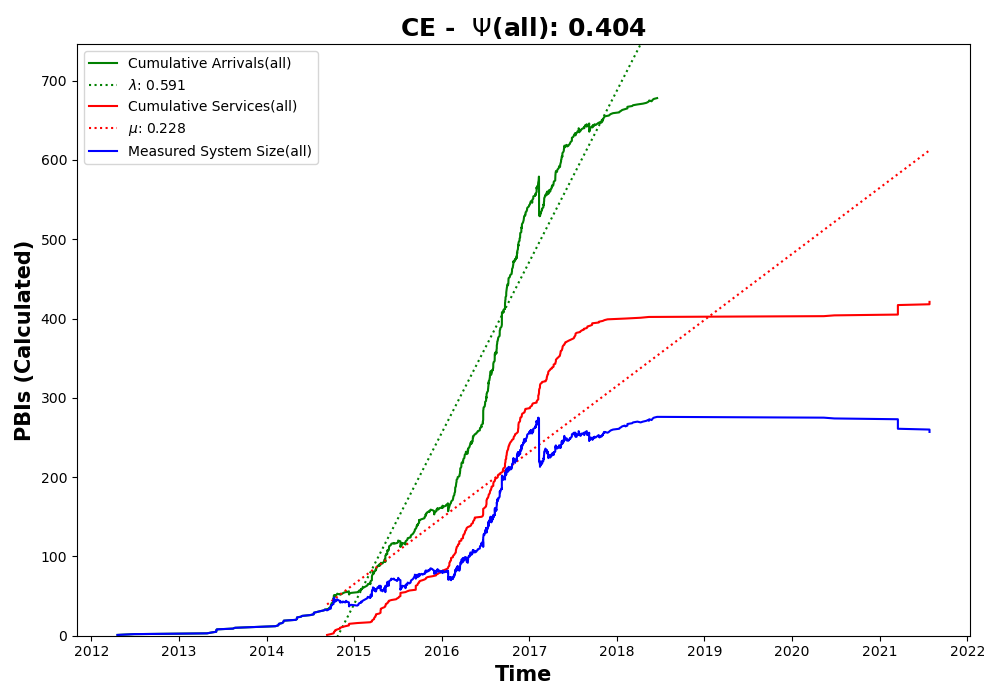 CE - Ψ(all): 0.404
Cumulative Arrivals(all)
λ: 0.591
Cumulative Services(all)
μ: 0.228
Measured System Size(all)
PBIs (Calculated)
700
600
500
400
300
200
100
0
2012 2013 2014 2015 2016 2017 2018 2019 2020 2021 2022
Time